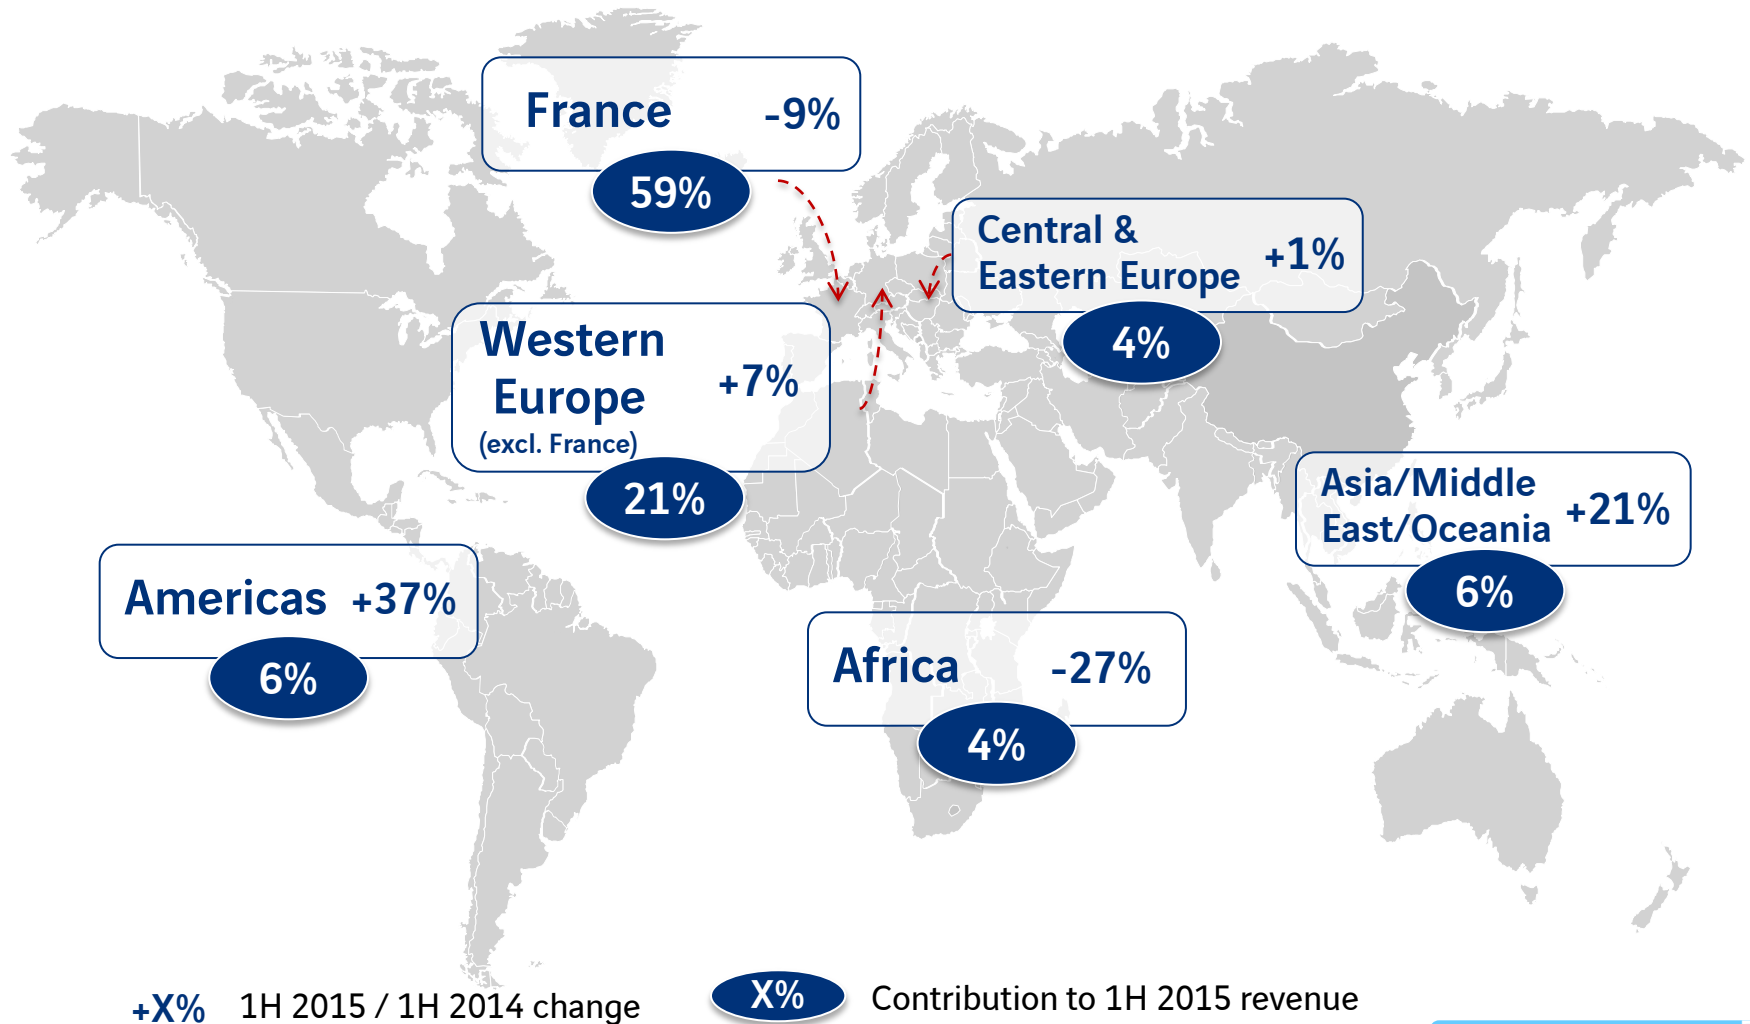 France -9%
59%
Central &
Eastern Europe +1%
4%
Western
Europe +7%
(excl. France)
21%
Asia/Middle
East/Oceania +21%
6%
Americas +37%
6%
Africa -27%
4%
+X% 1H 2015 / 1H 2014 change
X% Contribution to 1H 2015 revenue